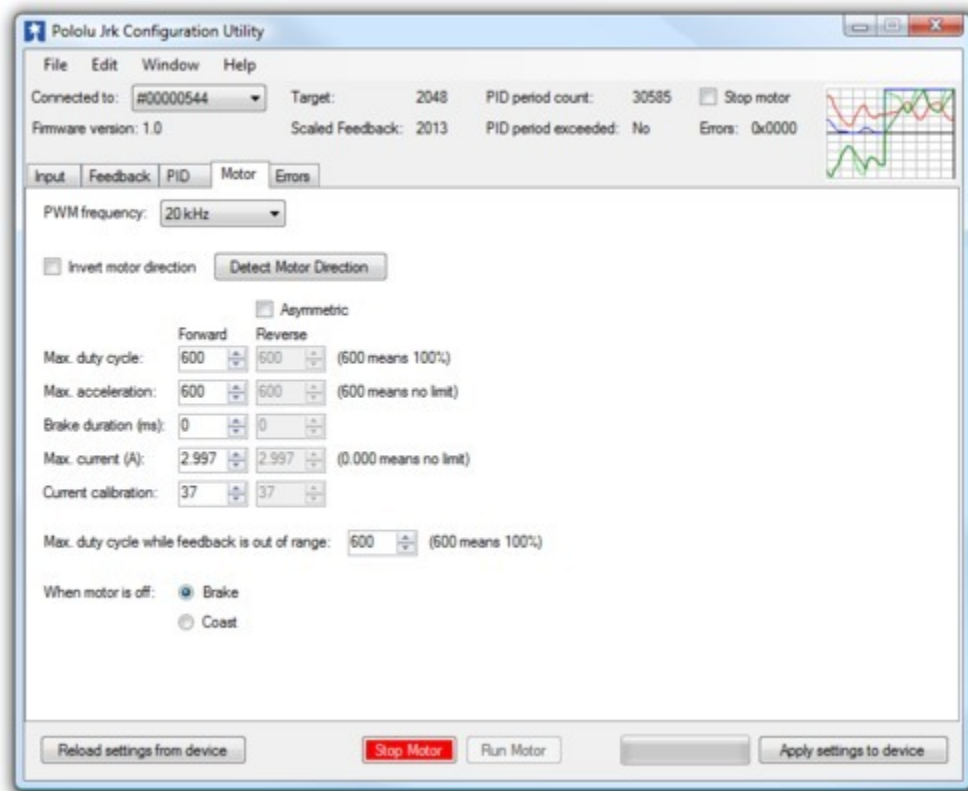 Pololu Jrk Configuration Utility
File Edit Window Help
Connected to: #00000544 Target: 2048 PID period count: 30585 Stop motor
Firmware version: 1.0 Scaled Feedback: 2013 PID period exceeded: No Errors: 0x0000
Input Feedback PID Motor Errors
PWM frequency: 20 kHz
Invert motor direction Detect Motor Direction
Asymmetric
Forward Reverse
Max. duty cycle: 600 600 (600 means 100%)
Max. acceleration: 600 600 (600 means no limit)
Brake duration (ms): 0 0
Max. current (A): 2.997 2.997 (0.000 means no limit)
Current calibration: 37 37
Max. duty cycle while feedback is out of range: 600 (600 means 100%)
When motor is off: Brake
Coast
Reload settings from device Stop Motor Run Motor Apply settings to device